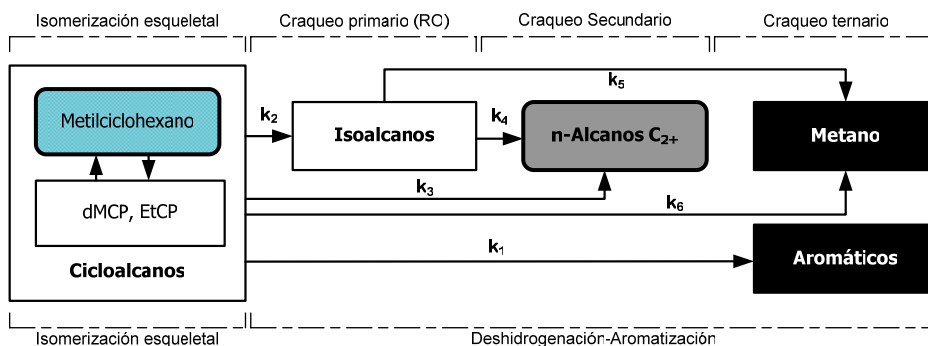 Isomerización esqueletal
Craqueo primario (RO)
Craqueo Secundario
Craqueo ternario
k5
Metilciclohexano
k2
Isoalcanos
k4
n-Alcanos C2+
Metano
dMCP, EtCP
k3
k6
Cicloalcanos
k1
Aromáticos
Isomerización esqueletal
Deshidrogenación-Aromatización